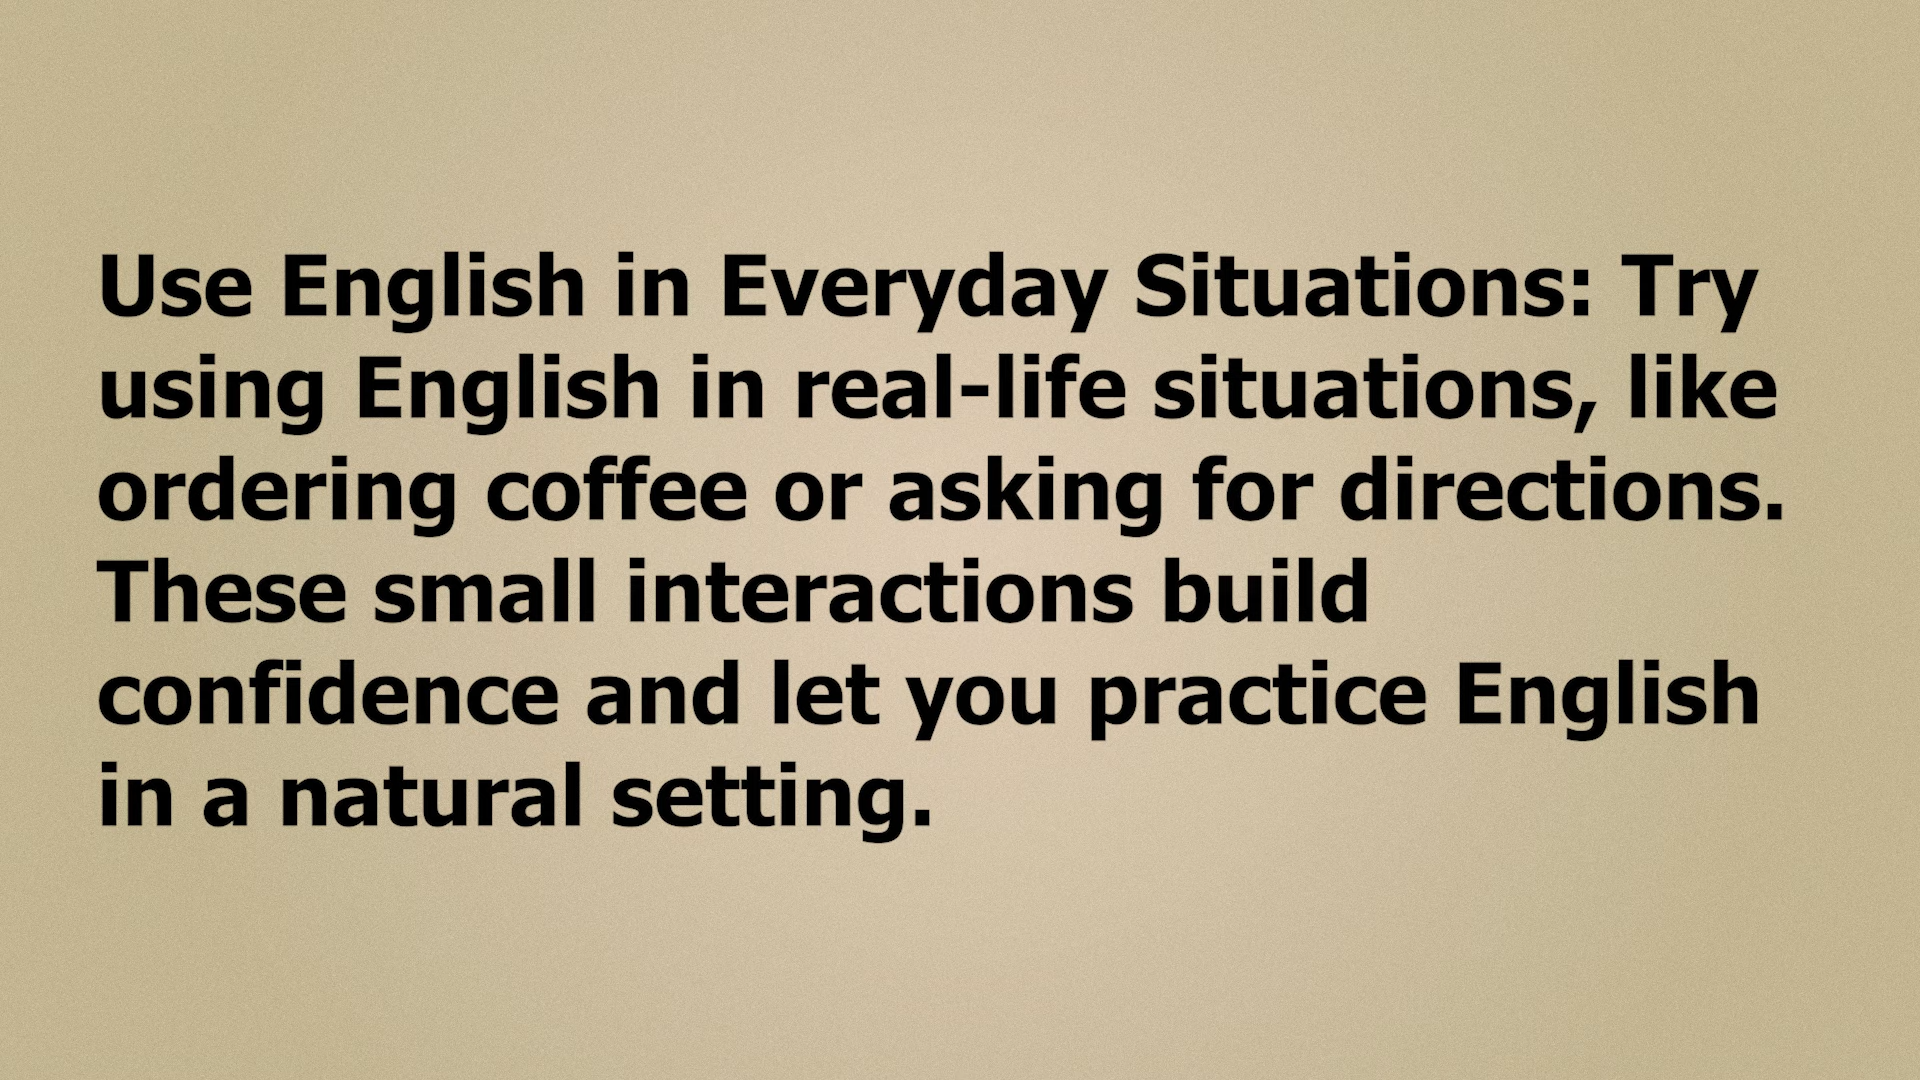 Use English in Everyday Situations: Try
using English in real-life situations, like
ordering coffee or asking for directions.
These small interactions build
confidence and let you practice English
in a natural setting.